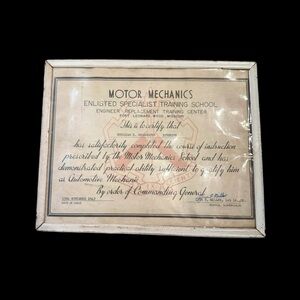 MOTOR MECHANICS
ENLISTED SPECIALIST TRAINING SCHOOL
ENGINEER REPLACEMENT TRAINING CENTER
FORT LEONARD WOOD, MISSOURI
This is to certify that
has satisfactorily completed the course of instruction
prescribed by the Motor Mechanics School and has
demonstrated practical ability sufficient to qualify him
as Automotive Mechanic
By order of Commanding General